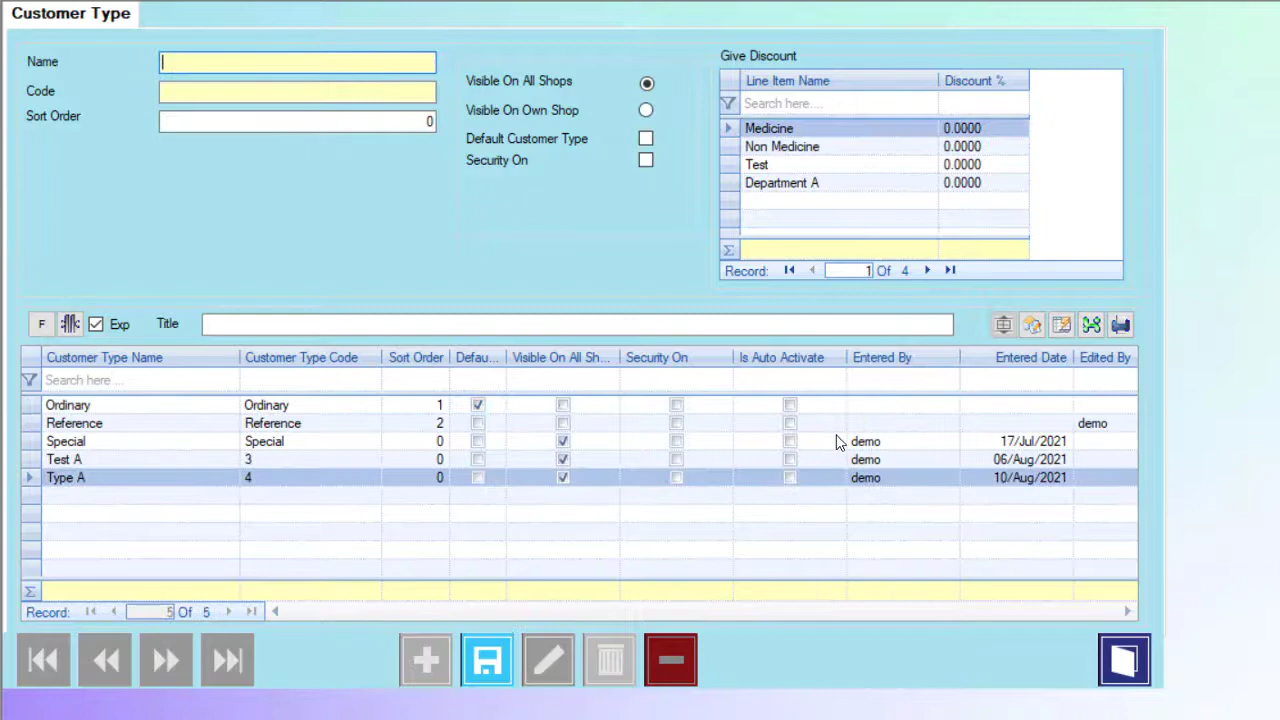 Customer Type
Name
Code
Sort Order 0
Visible On All Shops
Visible On Own Shop
Default Customer Type
Security On
Give Discount
Line Item Name Discount %
Search here....
Medicine 0.0000
Non Medicine 0.0000
Test 0.0000
Department A 0.0000
Σ
Record: 1 Of 4
F Exp Title
Customer Type Name Customer Type Code Sort Order Defau... Visible On All Sh... Security On Is Auto Activate Entered By Entered Date Edited By
Search here ...
Ordinary Ordinary 1
Reference Reference 2 demo
Special Special 0 demo 17/Jul/2021
Test A 3 0 demo 06/Aug/2021
Type A 4 0 demo 10/Aug/2021
Σ
Record: 5 Of 5